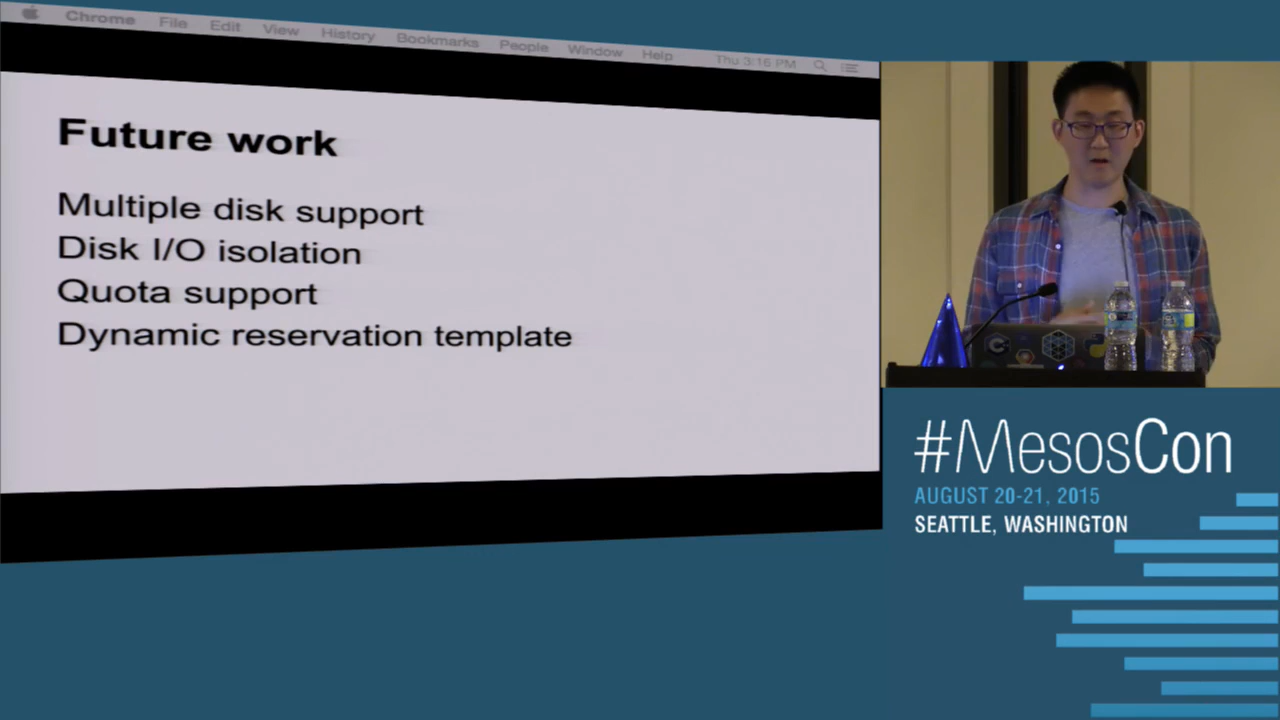 Chrome File Edit View History Bookmarks People Window Help Thu 3:16 PM
Future work
Multiple disk support
Disk I/O isolation
Quota support
Dynamic reservation template
#MesosCon
AUGUST 20-21, 2015
SEATTLE, WASHINGTON